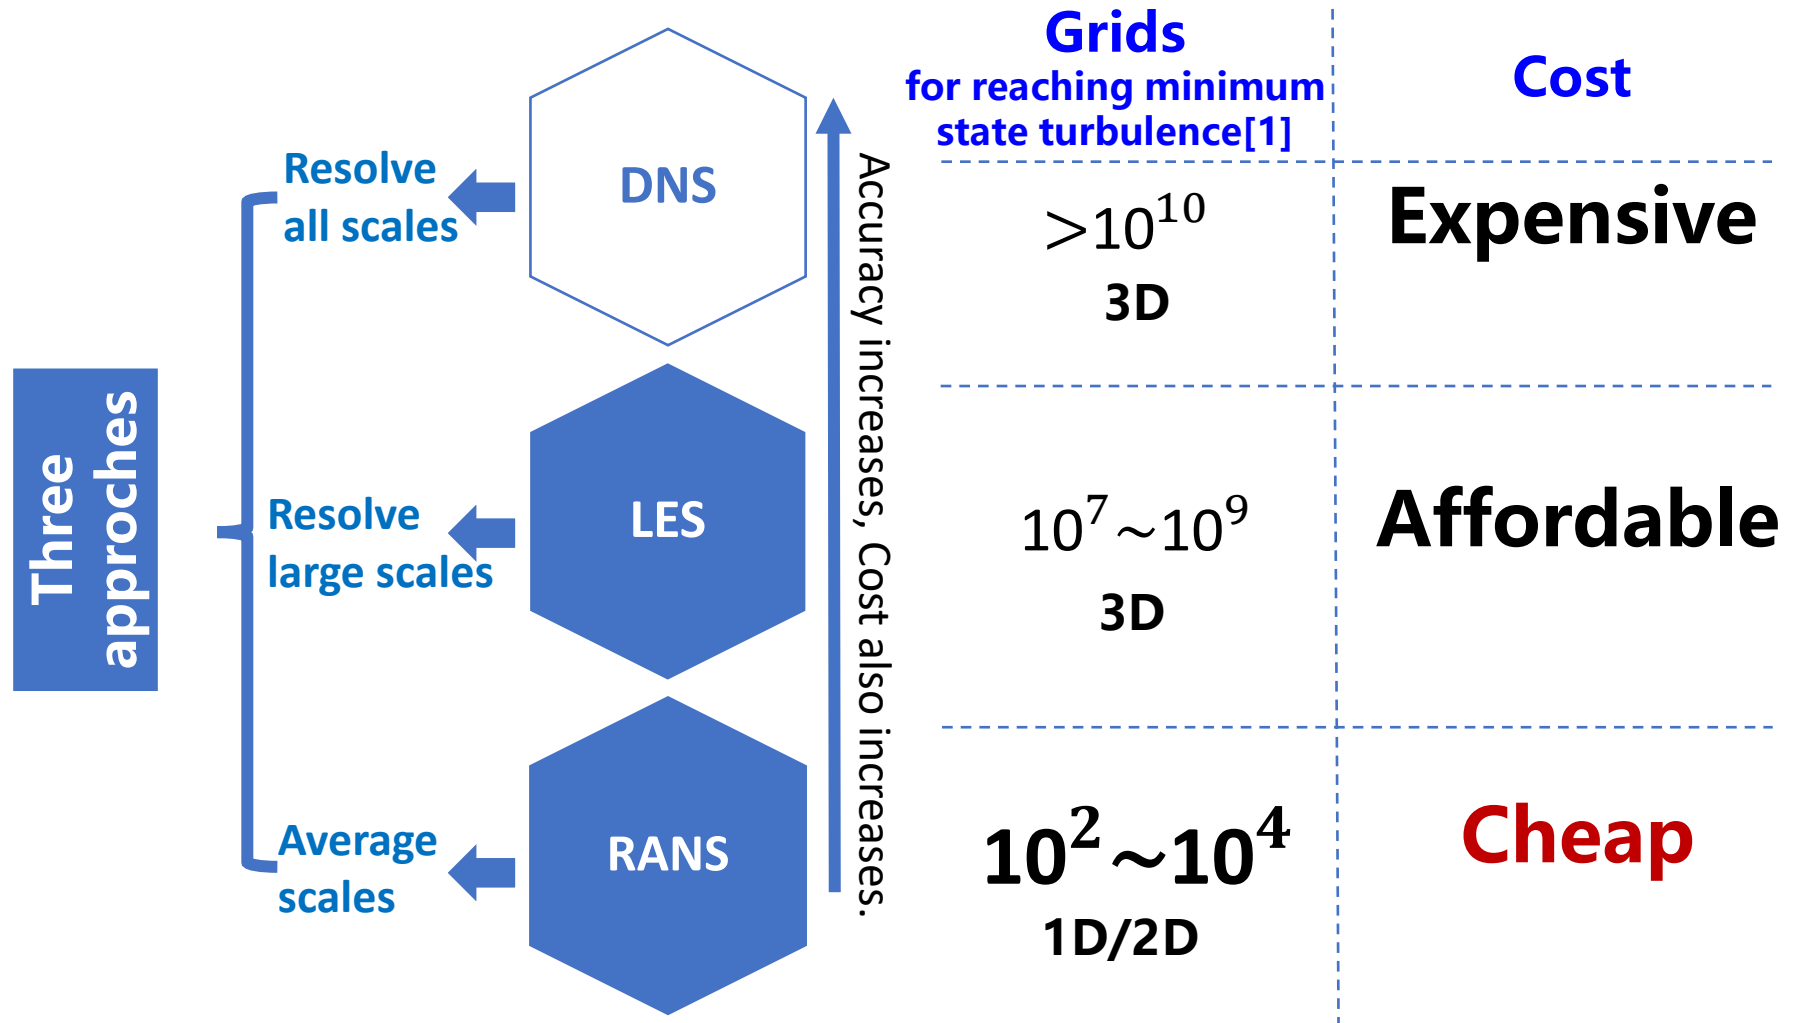 Three
approches
Resolve
all scales
DNS
Resolve
large scales
LES
Average
scales
RANS
Accuracy increases, Cost also increases.
Grids
for reaching minimum
state turbulence[1]
Cost
>10^10
3D
Expensive
10^7~10^9
3D
Affordable
10^2~10^4
1D/2D
Cheap